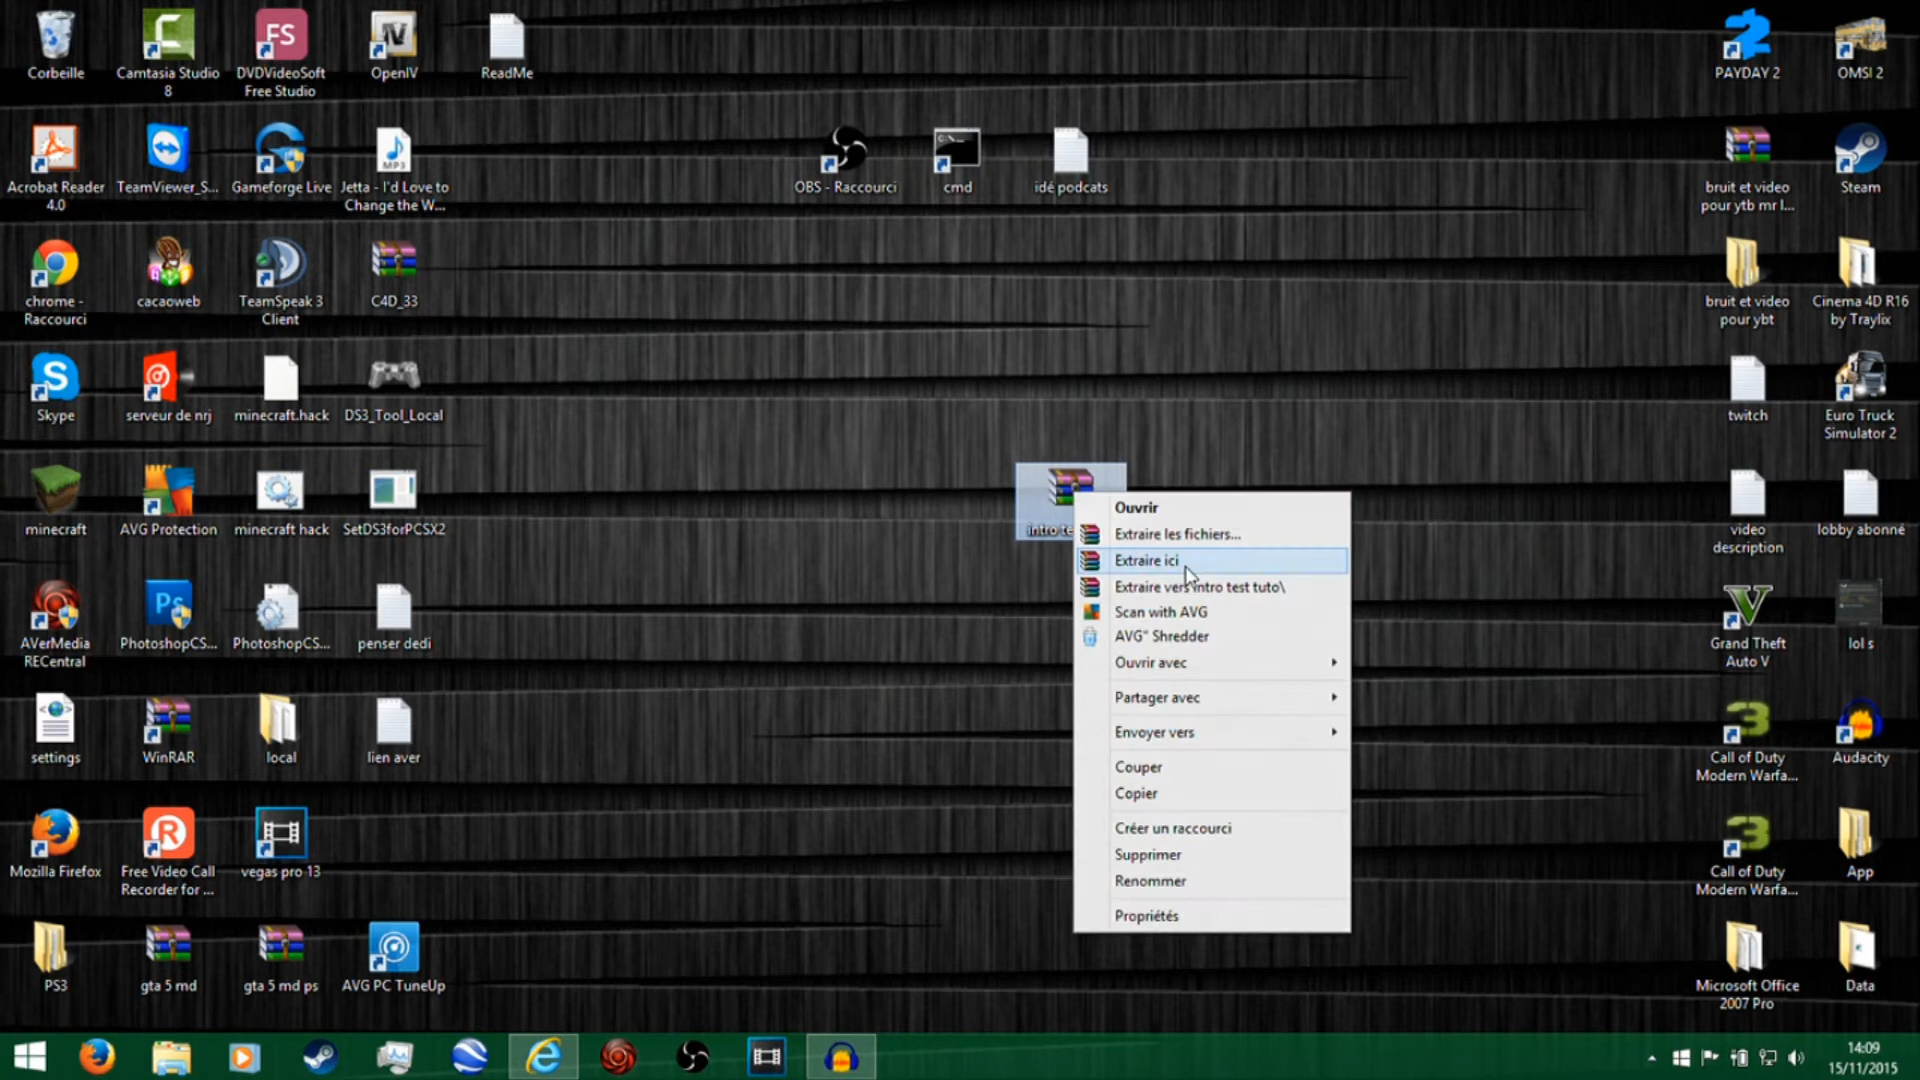 Corbeille
Camtasia Studio
8
FS
DVDVideoSoft
Free Studio
OpenIV
ReadMe
PAYDAY 2
OMSI 2
Acrobat Reader
4.0
TeamViewer_S...
Gameforge Live
MP3
Jetta - I'd Love to
Change the W...
OBS - Raccourci
cmd
idé podcats
bruit et video
pour ytb mr l...
Steam
chrome -
Raccourci
cacaoweb
TeamSpeak 3
Client
C4D_33
bruit et video
pour ybt
Cinema 4D R16
by Traylix
Skype
serveur de nrj
minecraft.hack
DS3_Tool_Local
twitch
Euro Truck
Simulator 2
minecraft
AVG Protection
minecraft hack
SetDS3forPCSX2
intro te
video
description
lobby abonné
Ouvrir
Extraire les fichiers...
Extraire ici
Extraire vers intro test tuto\
Scan with AVG
AVG" Shredder
Ouvrir avec
Partager avec
Envoyer vers
Couper
Copier
Créer un raccourci
Supprimer
Renommer
Propriétés
AVerMedia
RECentral
Ps
PhotoshopCS...
PhotoshopCS...
penser dedi
Grand Theft
Auto V
lol s
settings
WinRAR
local
lien aver
Call of Duty
Modern Warfa...
Audacity
Mozilla Firefox
Free Video Call
Recorder for ...
vegas pro 13
Call of Duty
Modern Warfa...
App
PS3
gta 5 md
gta 5 md ps
AVG PC TuneUp
Microsoft Office
2007 Pro
Data
14:09
15/11/2015